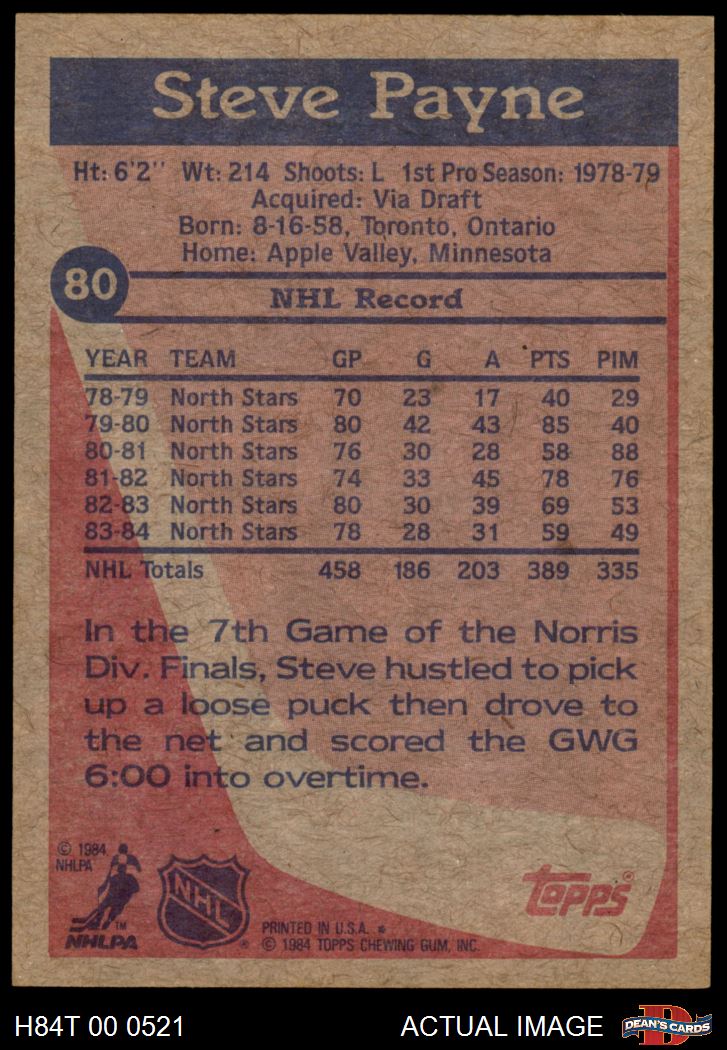 Steve Payne
Ht: 6'2'' Wt: 214 Shoots: L 1st Pro Season: 1978-79
Acquired: Via Draft
Born: 8-16-58, Toronto, Ontario
Home: Apple Valley, Minnesota
80
NHL Record
YEAR TEAM GP G A PTS PIM
78-79 North Stars 70 23 17 40 29
79-80 North Stars 80 42 43 85 40
80-81 North Stars 76 30 28 58 88
81-82 North Stars 74 33 45 78 76
82-83 North Stars 80 30 39 69 53
83-84 North Stars 78 28 31 59 49
NHL Totals 458 186 203 389 335
In the 7th Game of the Norris
Div. Finals, Steve hustled to pick
up a loose puck then drove to
the net and scored the GWG
6:00 into overtime.
© 1984
NHLPA
TM
NHLPA
NHL
®
PRINTED IN U.S.A. *
© 1984 TOPPS CHEWING GUM, INC.
Topps®
H84T 00 0521
ACTUAL IMAGE
D
DEAN'S CARDS